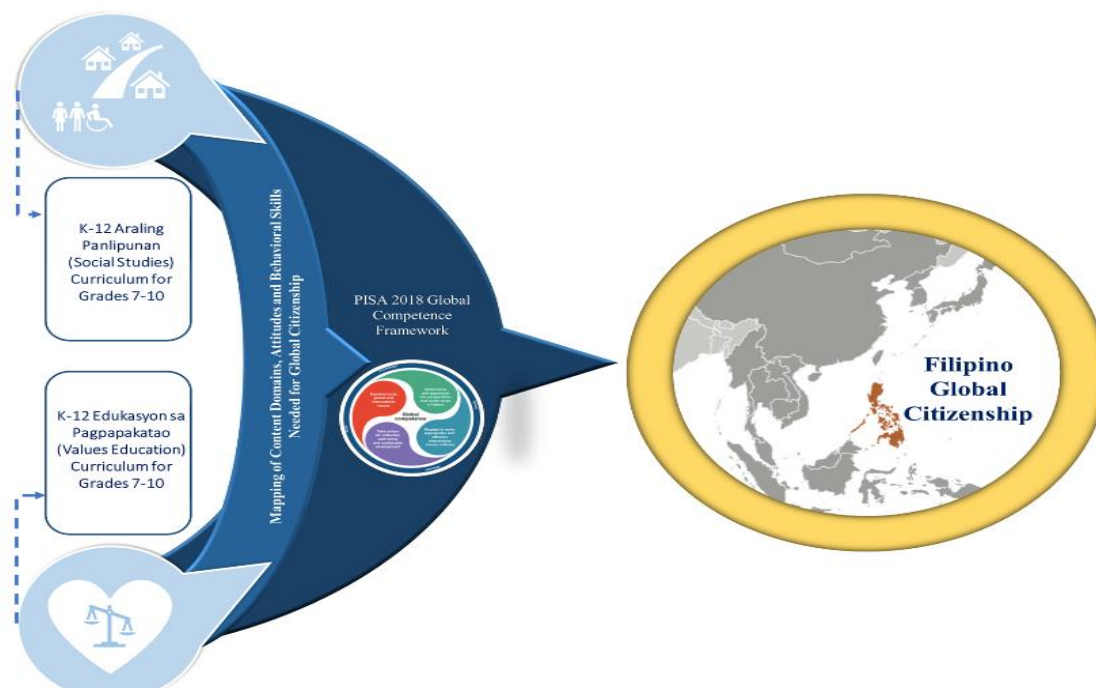 K-12 Araling
Panlipunan
(Social Studies)
Curriculum for
Grades 7-10
K-12 Edukasyon sa
Pagpapakatao
(Values Education)
Curriculum for
Grades 7-10
Mapping of Content Domains, Attitudes and Behavioral Skills
Needed for Global Citizenship
PISA 2018 Global
Competence
Framework
Global
competence
Filipino
Global
Citizenship